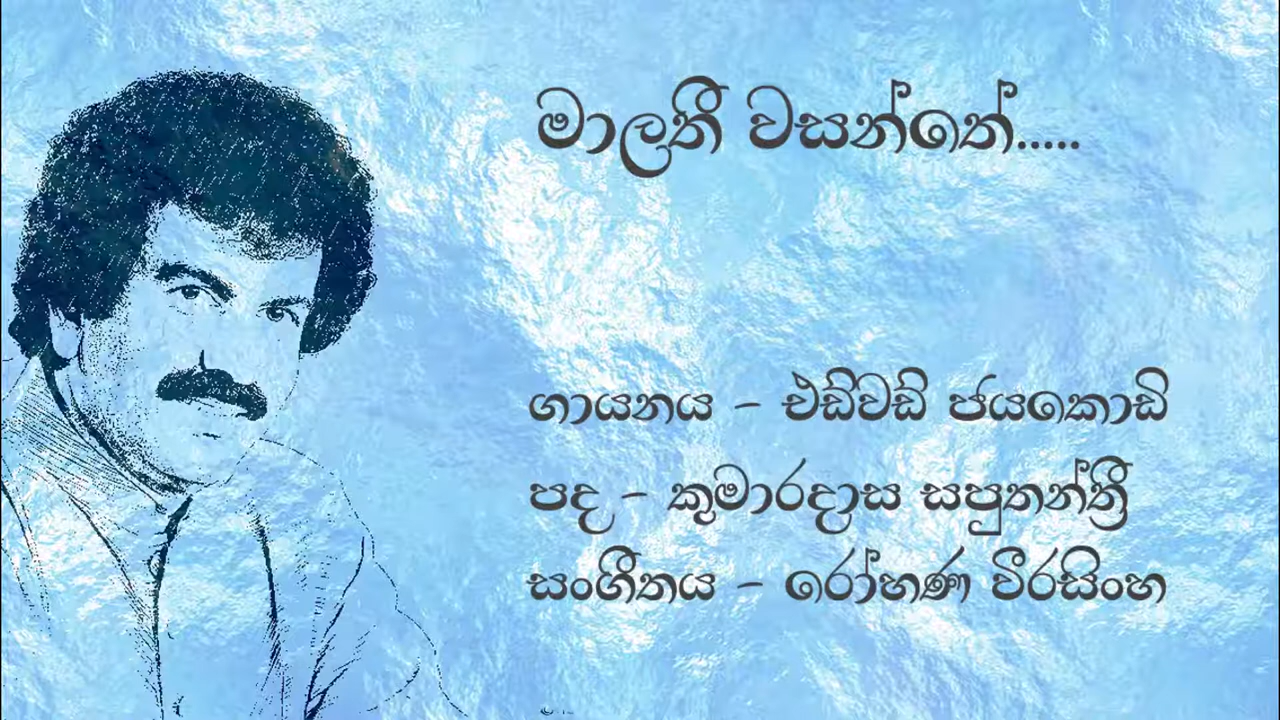 මාලතී වසන්තේ.....
ගායනය - එඩ්වඩ් ජයකොඩි
පද - කුමාරදාස සපුතන්ත්‍රී
සංගීතය - රෝහණ වීරසිංහ